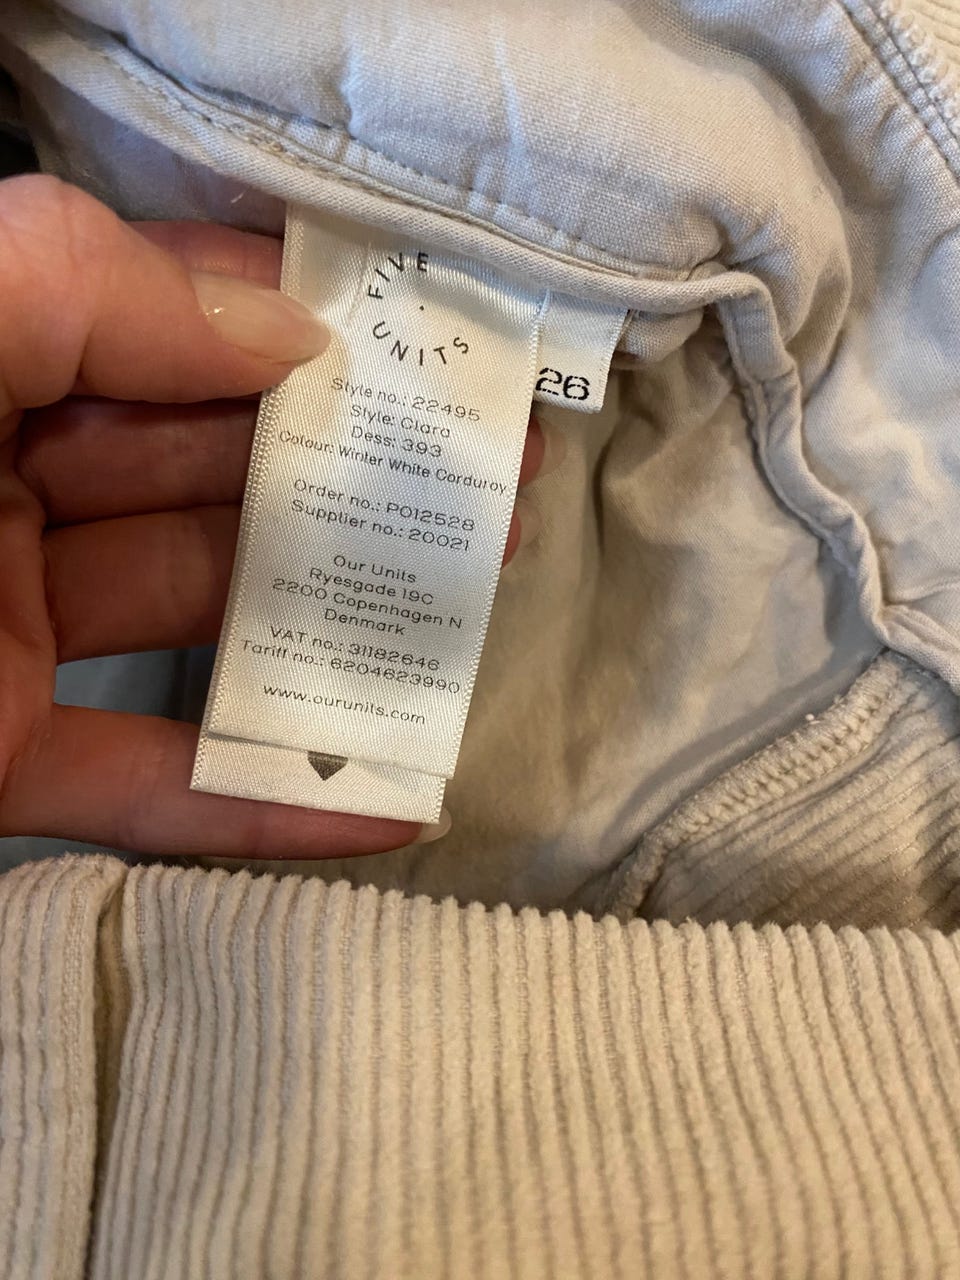 FIVE
UNITS
26
Style no.: 22495
Style: Clara
Dess: 393
Colour: Winter White Corduroy
Order no.: PO12528
Supplier no.: 20021
Our Units
Ryesgade 19C
2200 Copenhagen N
Denmark
VAT no.: 31182646
Tariff no.: 6204623990
www.ourunits.com